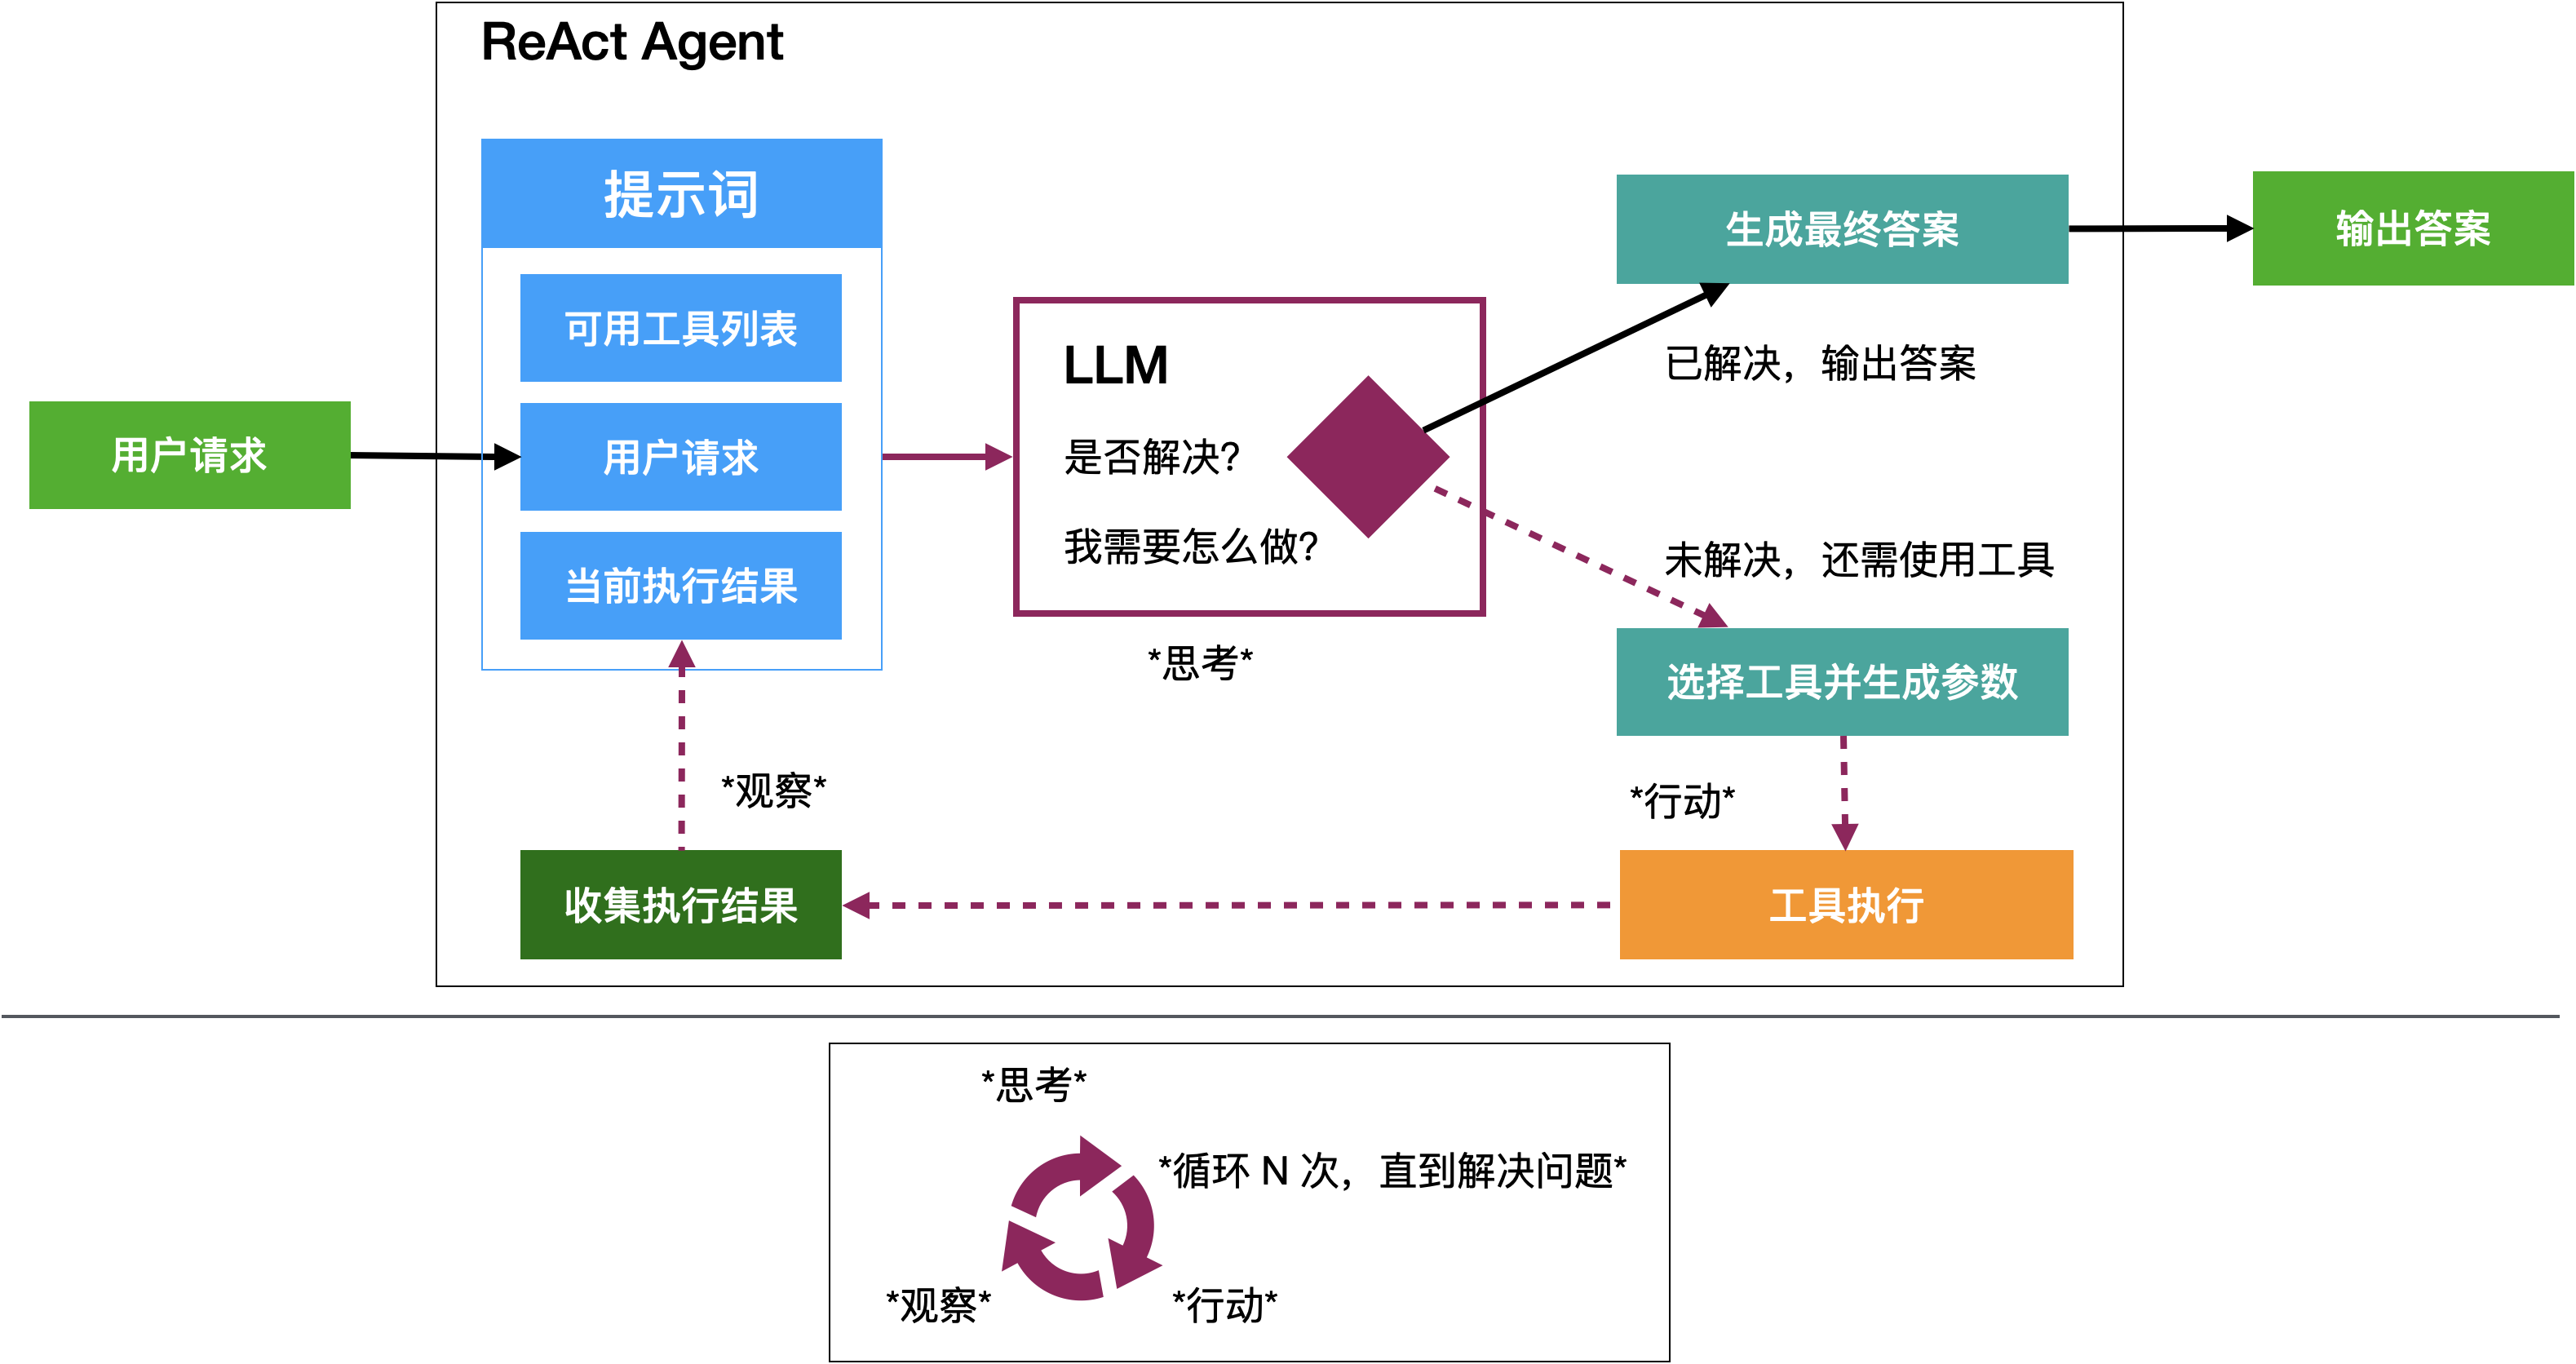 ReAct Agent
提示词
可用工具列表
用户请求
用户请求
当前执行结果
LLM
是否解决？
我需要怎么做？
*思考*
生成最终答案
输出答案
已解决，输出答案
未解决，还需使用工具
选择工具并生成参数
*行动*
*观察*
收集执行结果
工具执行
*思考*
*循环 N 次，直到解决问题*
*观察*
*行动*